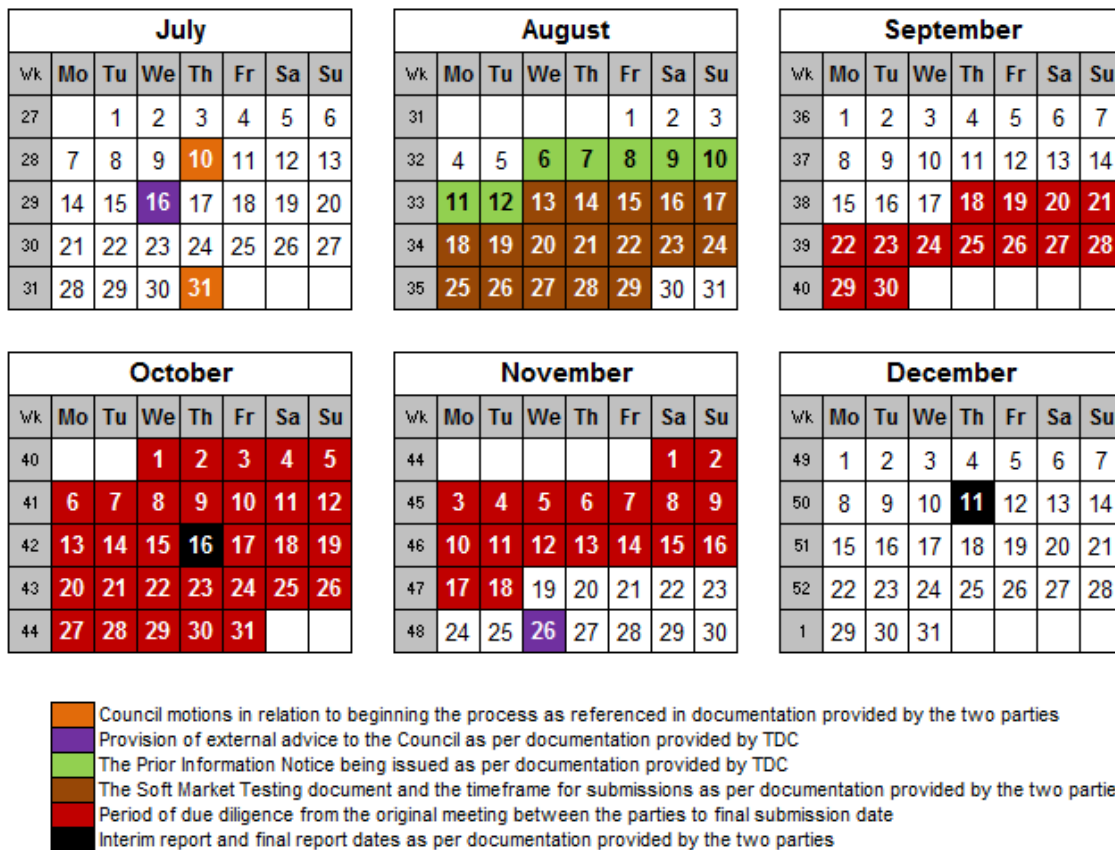 July
Wk Mo Tu We Th Fr Sa Su
27 1 2 3 4 5 6
28 7 8 9 10 11 12 13
29 14 15 16 17 18 19 20
30 21 22 23 24 25 26 27
31 28 29 30 31
August
Wk Mo Tu We Th Fr Sa Su
31 1 2 3
32 4 5 6 7 8 9 10
33 11 12 13 14 15 16 17
34 18 19 20 21 22 23 24
35 25 26 27 28 29 30 31
September
Wk Mo Tu We Th Fr Sa Su
36 1 2 3 4 5 6 7
37 8 9 10 11 12 13 14
38 15 16 17 18 19 20 21
39 22 23 24 25 26 27 28
40 29 30
October
Wk Mo Tu We Th Fr Sa Su
40 1 2 3 4 5
41 6 7 8 9 10 11 12
42 13 14 15 16 17 18 19
43 20 21 22 23 24 25 26
44 27 28 29 30 31
November
Wk Mo Tu We Th Fr Sa Su
44 1 2
45 3 4 5 6 7 8 9
46 10 11 12 13 14 15 16
47 17 18 19 20 21 22 23
48 24 25 26 27 28 29 30
December
Wk Mo Tu We Th Fr Sa Su
49 1 2 3 4 5 6 7
50 8 9 10 11 12 13 14
51 15 16 17 18 19 20 21
52 22 23 24 25 26 27 28
1 29 30 31
Council motions in relation to beginning the process as referenced in documentation provided by the two parties
Provision of external advice to the Council as per documentation provided by TDC
The Prior Information Notice being issued as per documentation provided by TDC
The Soft Market Testing document and the timeframe for submissions as per documentation provided by the two partie
Period of due diligence from the original meeting between the parties to final submission date
Interim report and final report dates as per documentation provided by the two parties